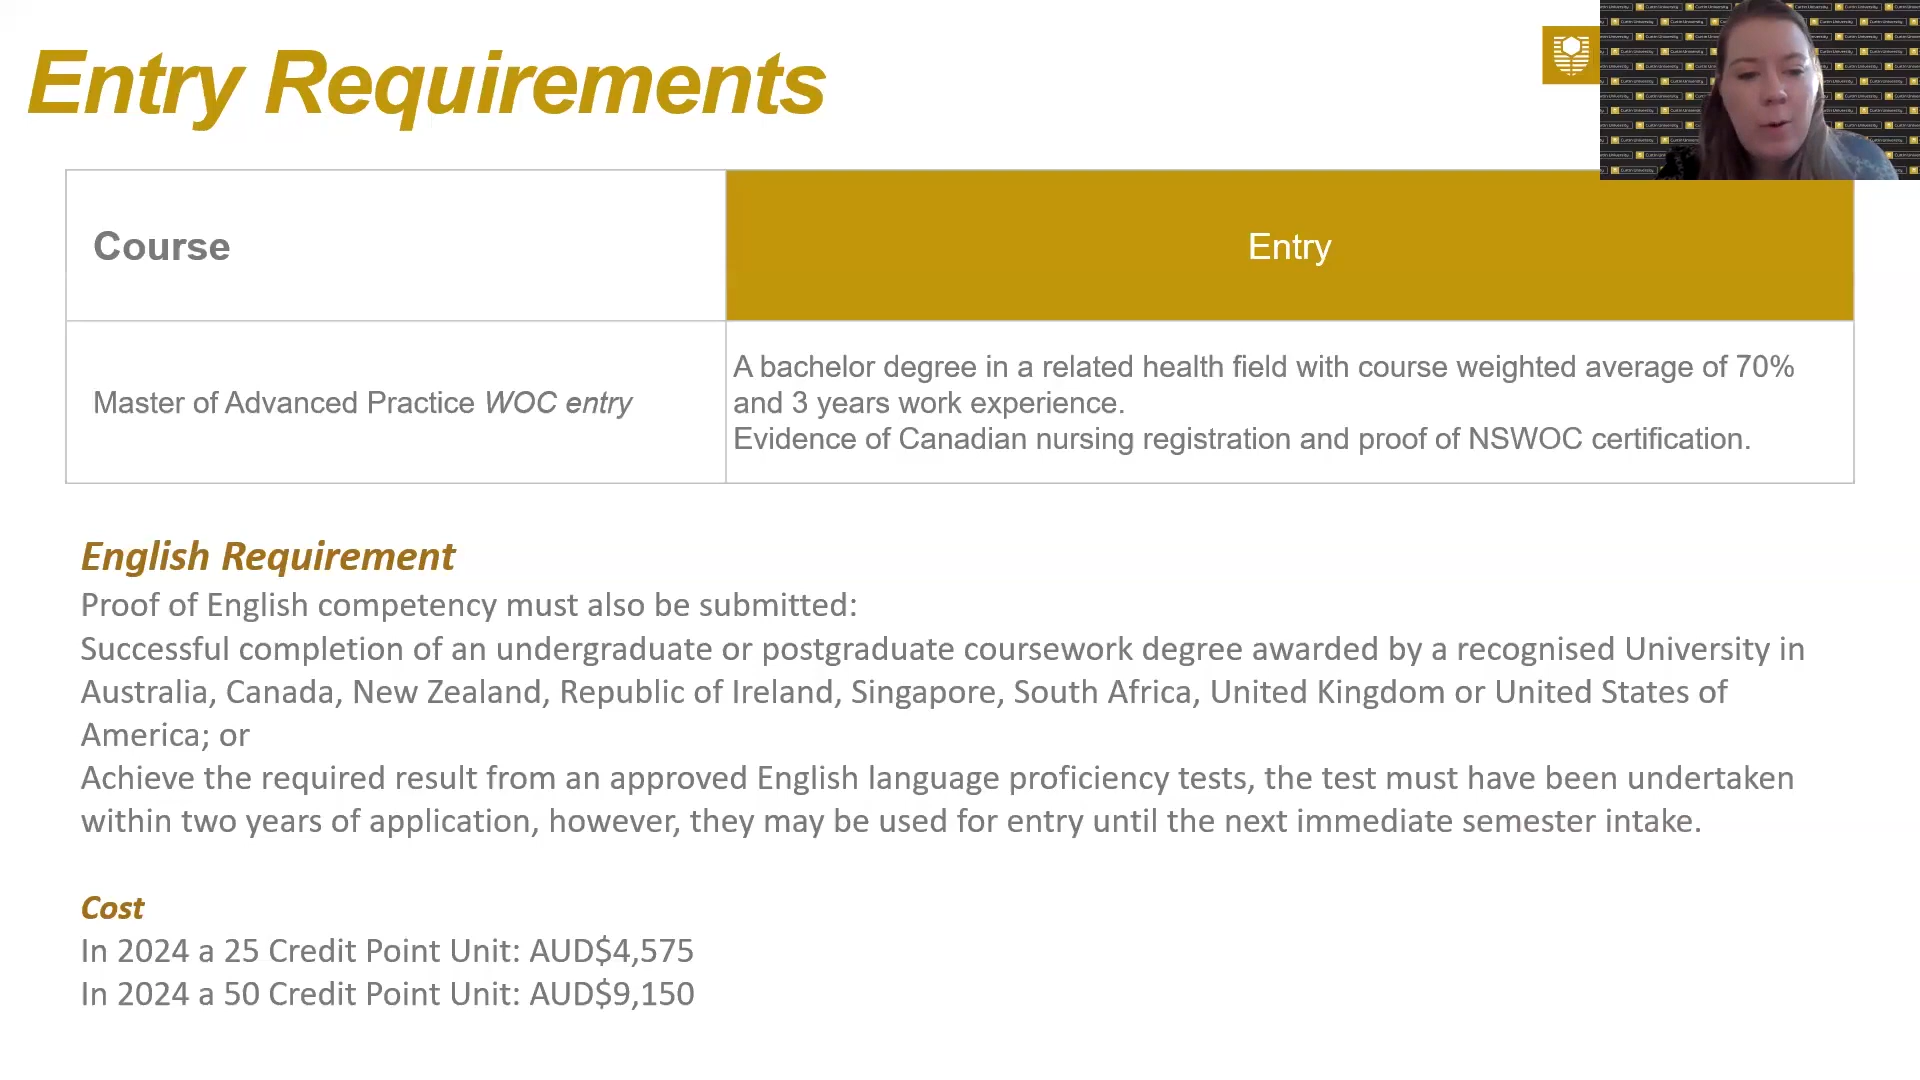 Entry Requirements
Course
Entry
Master of Advanced Practice WOC entry
A bachelor degree in a related health field with course weighted average of 70%
and 3 years work experience.
Evidence of Canadian nursing registration and proof of NSWOC certification.
English Requirement
Proof of English competency must also be submitted:
Successful completion of an undergraduate or postgraduate coursework degree awarded by a recognised University in
Australia, Canada, New Zealand, Republic of Ireland, Singapore, South Africa, United Kingdom or United States of
America; or
Achieve the required result from an approved English language proficiency tests, the test must have been undertaken
within two years of application, however, they may be used for entry until the next immediate semester intake.
Cost
In 2024 a 25 Credit Point Unit: AUD$4,575
In 2024 a 50 Credit Point Unit: AUD$9,150
Curtin University